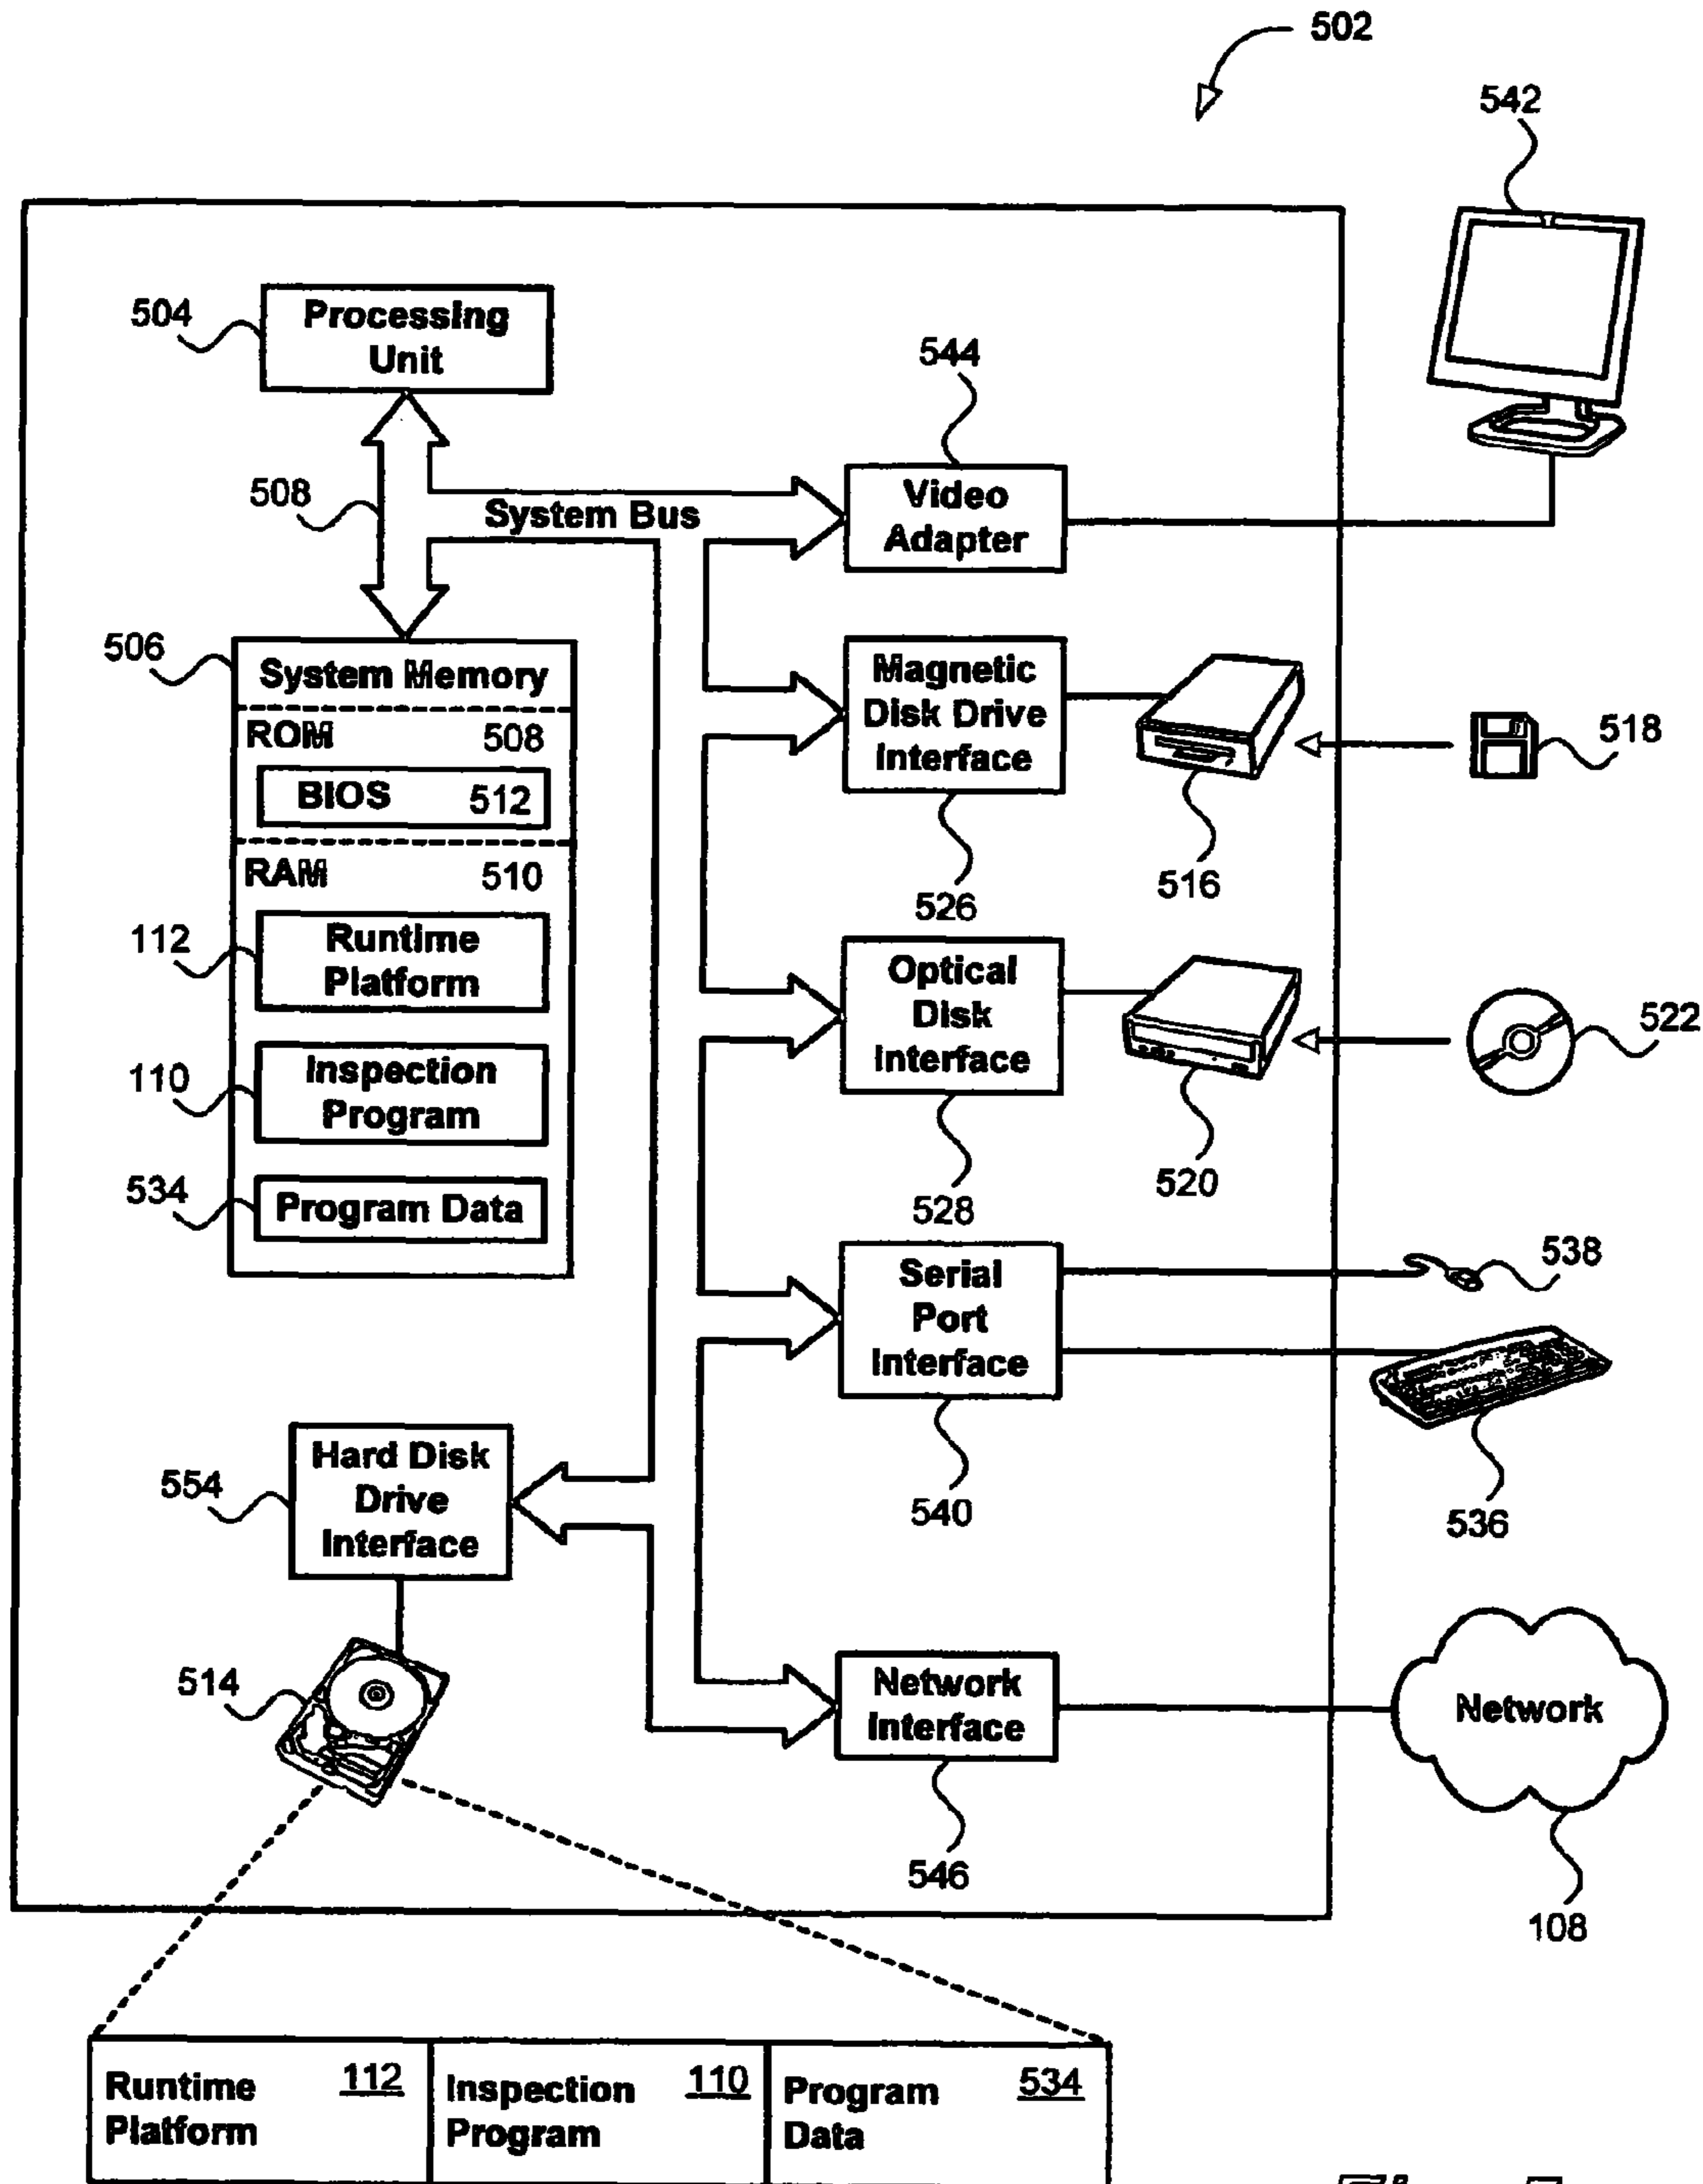 502
542
504
Processing
Unit
544
508
System Bus
Video
Adapter
506
System Memory
ROM 508
BIOS 512
RAM 510
112
Runtime
Platform
110
Inspection
Program
534
Program Data
Magnetic
Disk Drive
Interface
526
516
518
Optical
Disk
Interface
528
520
522
Serial
Port
Interface
540
538
536
554
Hard Disk
Drive
Interface
514
Network
Interface
546
Network
108
Runtime 112
Platform
Inspection 110
Program
Program 534
Data